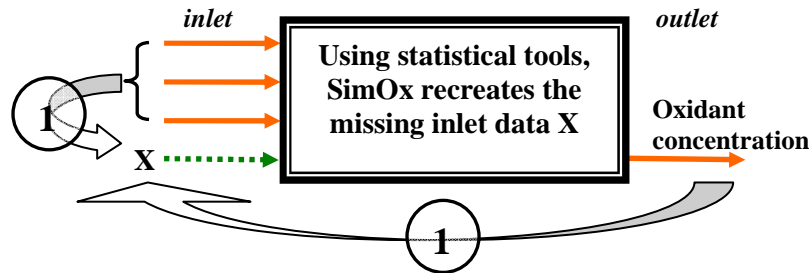 inlet
outlet
Using statistical tools,
SimOx recreates the
missing inlet data X
1
Oxidant
concentration
X
1